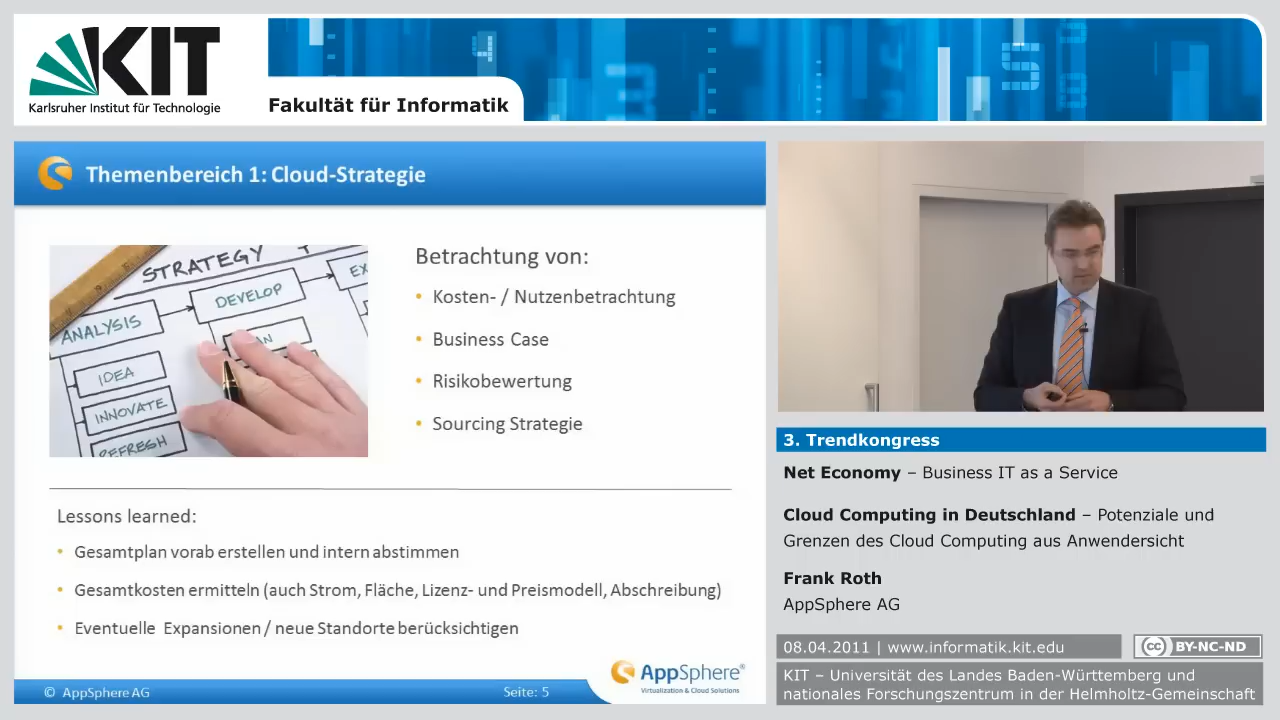 KIT
Karlsruher Institut für Technologie
Fakultät für Informatik
Themenbereich 1: Cloud-Strategie
STRATEGY
ANALYSIS
DEVELOP
IDEA
INNOVATE
REFRESH
Betrachtung von:
• Kosten- / Nutzenbetrachtung
• Business Case
• Risikobewertung
• Sourcing Strategie
Lessons learned:
• Gesamtplan vorab erstellen und intern abstimmen
• Gesamtkosten ermitteln (auch Strom, Fläche, Lizenz- und Preismodell, Abschreibung)
• Eventuelle Expansionen / neue Standorte berücksichtigen
© AppSphere AG
Seite: 5
AppSphere®
Virtualization & Cloud Solutions
3. Trendkongress
Net Economy – Business IT as a Service
Cloud Computing in Deutschland – Potenziale und
Grenzen des Cloud Computing aus Anwendersicht
Frank Roth
AppSphere AG
08.04.2011 | www.informatik.kit.edu
cc BY-NC-ND
KIT – Universität des Landes Baden-Württemberg und
nationales Forschungszentrum in der Helmholtz-Gemeinschaft